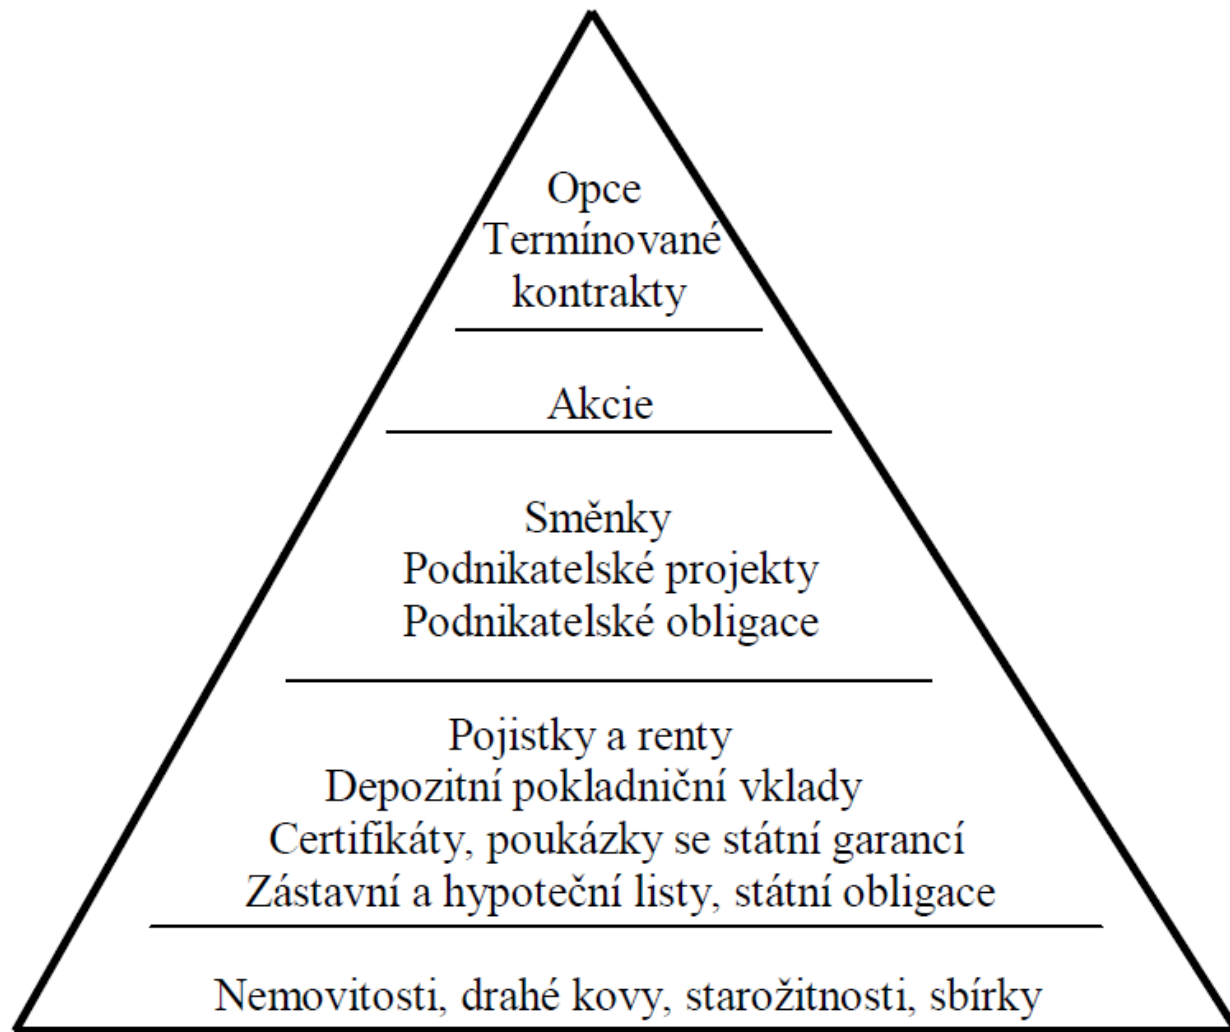 Opce
Termínované
kontrakty
Akcie
Směnky
Podnikatelské projekty
Podnikatelské obligace
Pojistky a renty
Depozitní pokladniční vklady
Certifikáty, poukázky se státní garancí
Zástavní a hypoteční listy, státní obligace
Nemovitosti, drahé kovy, starožitnosti, sbírky